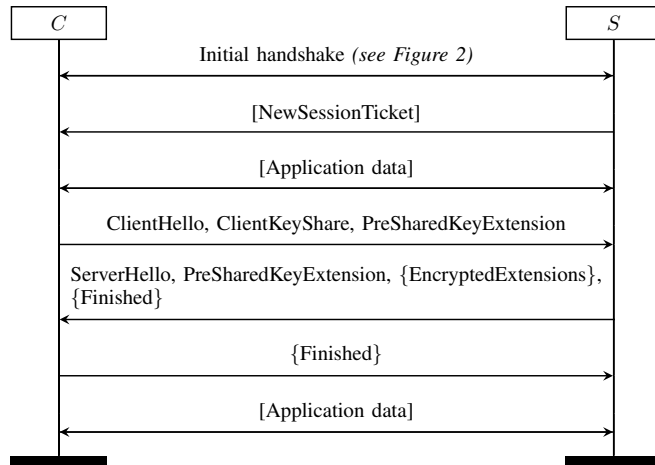 C
S
Initial handshake (see Figure 2)
[NewSessionTicket]
[Application data]
ClientHello, ClientKeyShare, PreSharedKeyExtension
ServerHello, PreSharedKeyExtension, {EncryptedExtensions},
{Finished}
{Finished}
[Application data]